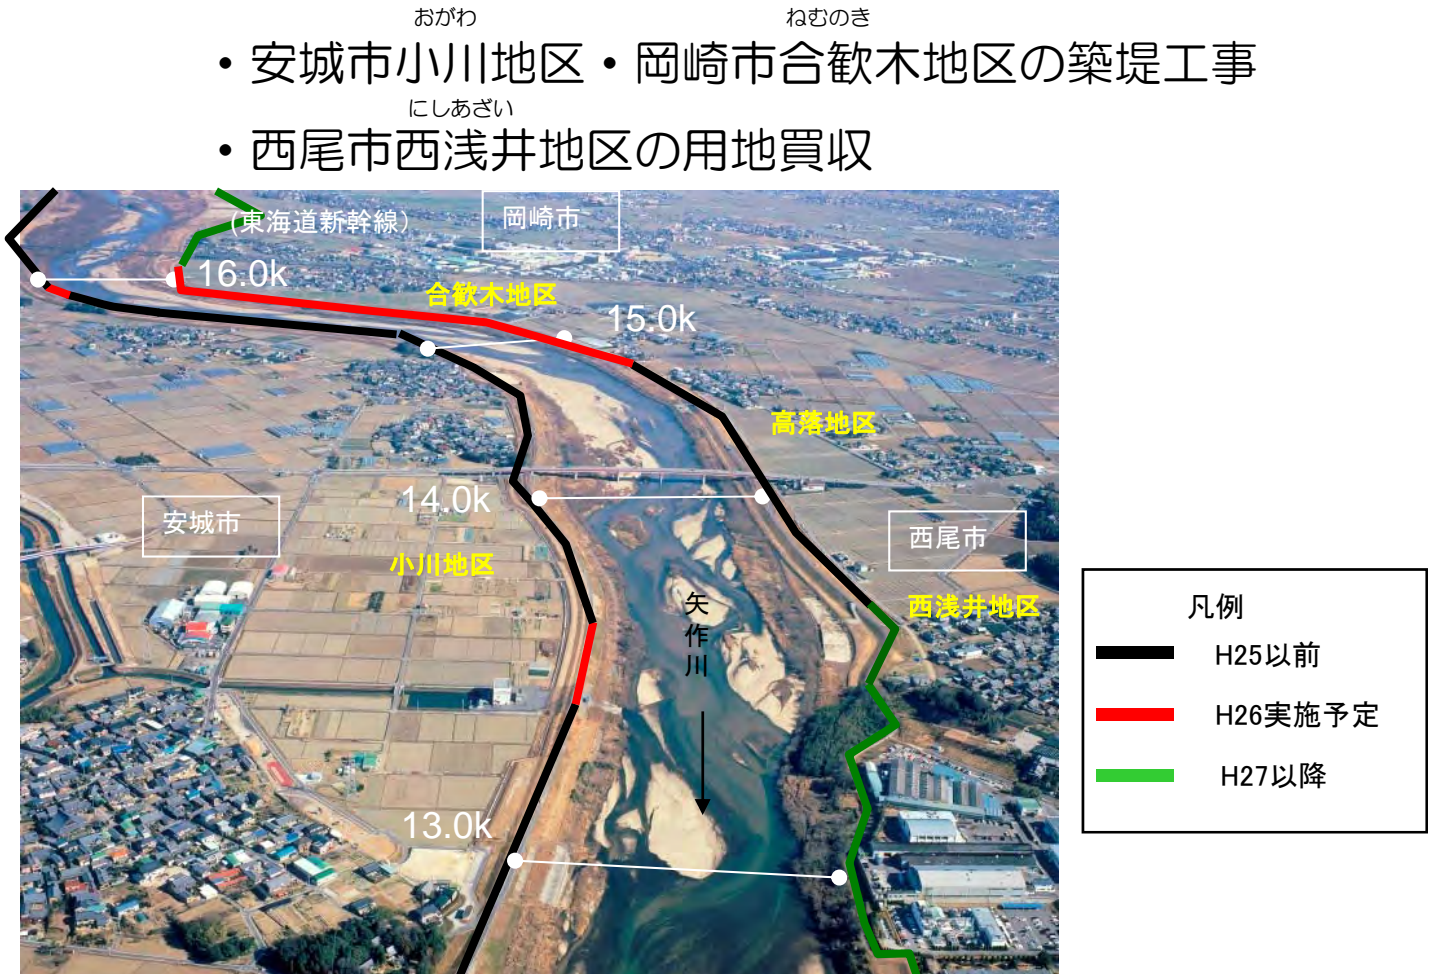 おがわ ねむのき
・安城市小川地区・岡崎市合歓木地区の築堤工事
にしあざい
・西尾市西浅井地区の用地買収
(東海道新幹線)
岡崎市
16.0k
合歓木地区
15.0k
高落地区
14.0k
安城市
西尾市
小川地区
西浅井地区
矢作川
13.0k
凡例
H25以前
H26実施予定
H27以降